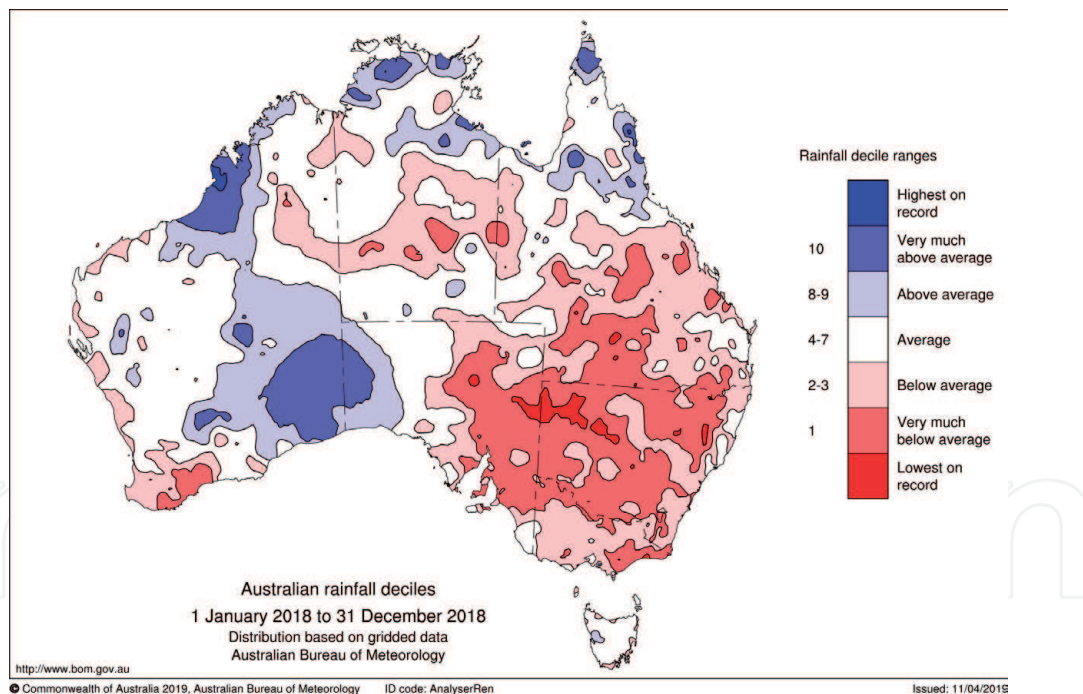 Rainfall decile ranges
Highest on
record
10
Very much
above average
8-9
Above average
4-7
Average
2-3
Below average
1
Very much
below average
Lowest on
record
Australian rainfall deciles
1 January 2018 to 31 December 2018
Distribution based on gridded data
Australian Bureau of Meteorology
http://www.bom.gov.au
© Commonwealth of Australia 2019, Australian Bureau of Meteorology ID code: AnalyserRen Issued: 11/04/2019